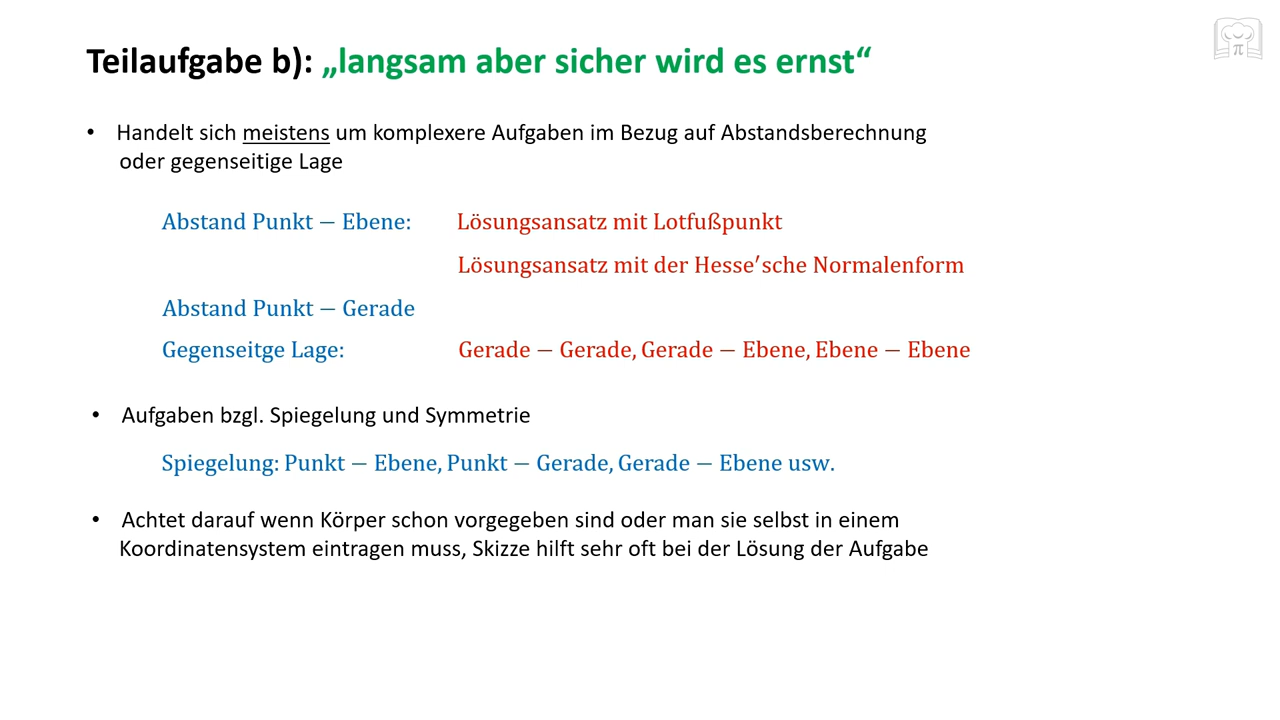 Teilaufgabe b): „langsam aber sicher wird es ernst“
• Handelt sich meistens um komplexere Aufgaben im Bezug auf Abstandsberechnung
oder gegenseitige Lage
Abstand Punkt − Ebene: Lösungsansatz mit Lotfußpunkt
Lösungsansatz mit der Hesse′sche Normalenform
Abstand Punkt − Gerade
Gegenseitge Lage: Gerade − Gerade, Gerade − Ebene, Ebene − Ebene
• Aufgaben bzgl. Spiegelung und Symmetrie
Spiegelung: Punkt − Ebene, Punkt − Gerade, Gerade − Ebene usw.
• Achtet darauf wenn Körper schon vorgegeben sind oder man sie selbst in einem
Koordinatensystem eintragen muss, Skizze hilft sehr oft bei der Lösung der Aufgabe
π